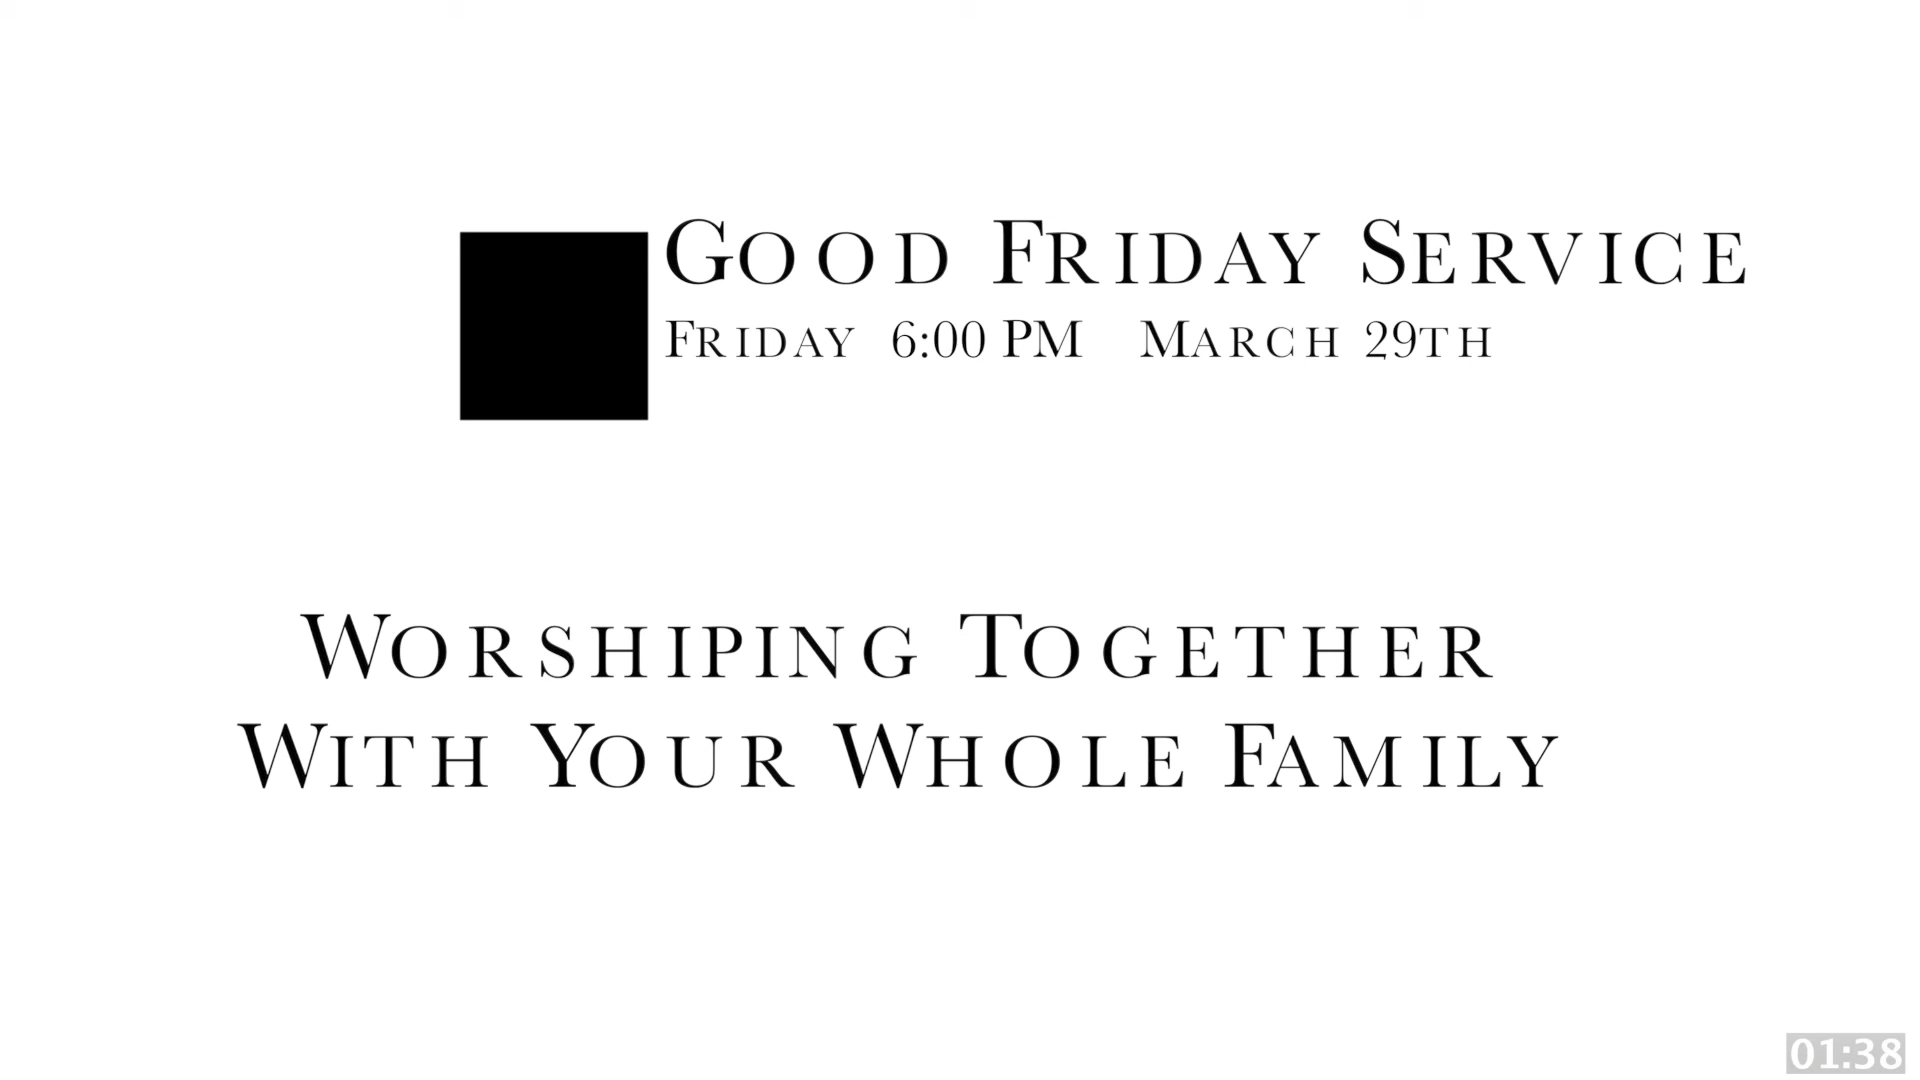 Good Friday Service
Friday 6:00 PM March 29th
Worshiping Together
With Your Whole Family
01:38